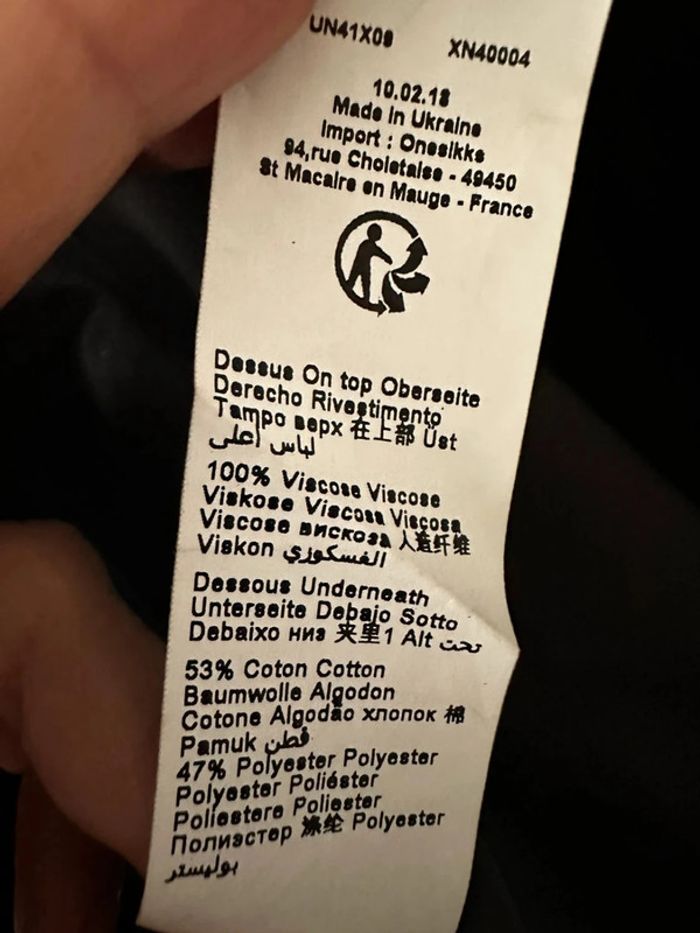 UN41X09 XN40004
10.02.18
Made in Ukraine
Import : Onesikks
94,rue Choletaise - 49450
St Macaire en Mauge - France
Dessus On top Oberseite
Derecho Rivestimento
Tampo верх 在上部 Üst
لباس أعلى
100% Viscose Viscose
Viskose Viscosa Viscosa
Viscose вискоза 人造纤维
Viskon الفسكوزي
Dessous Underneath
Unterseite Debajo Sotto
Debaixo низ 夹里1 Alt تحت
53% Coton Cotton
Baumwolle Algodon
Cotone Algodão хлопок 棉
Pamuk قطن
47% Polyester Polyester
Polyester Poliéster
Poliestere Poliester
Полиэстер 涤纶 Polyester
بوليستر